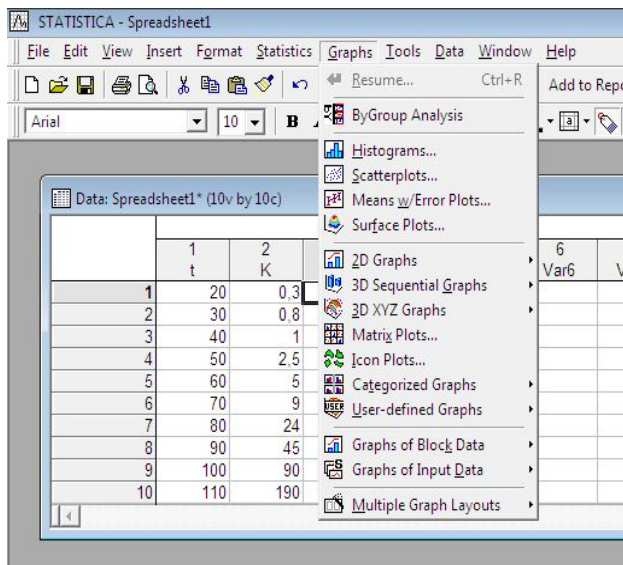 STATISTICA - Spreadsheet1
File Edit View Insert Format Statistics Graphs Tools Data Window Help
Resume... Ctrl+R
Add to Repo
Arial 10 B
ByGroup Analysis
Histograms...
Scatterplots...
Means w/Error Plots...
Surface Plots...
2D Graphs
3D Sequential Graphs
3D XYZ Graphs
Matrix Plots...
Icon Plots...
Categorized Graphs
User-defined Graphs
Graphs of Block Data
Graphs of Input Data
Multiple Graph Layouts
Data: Spreadsheet1* (10v by 10c)
1 2 6
t K Var6 V
1 20 0,3
2 30 0,8
3 40 1
4 50 2,5
5 60 5
6 70 9
7 80 24
8 90 45
9 100 90
10 110 190